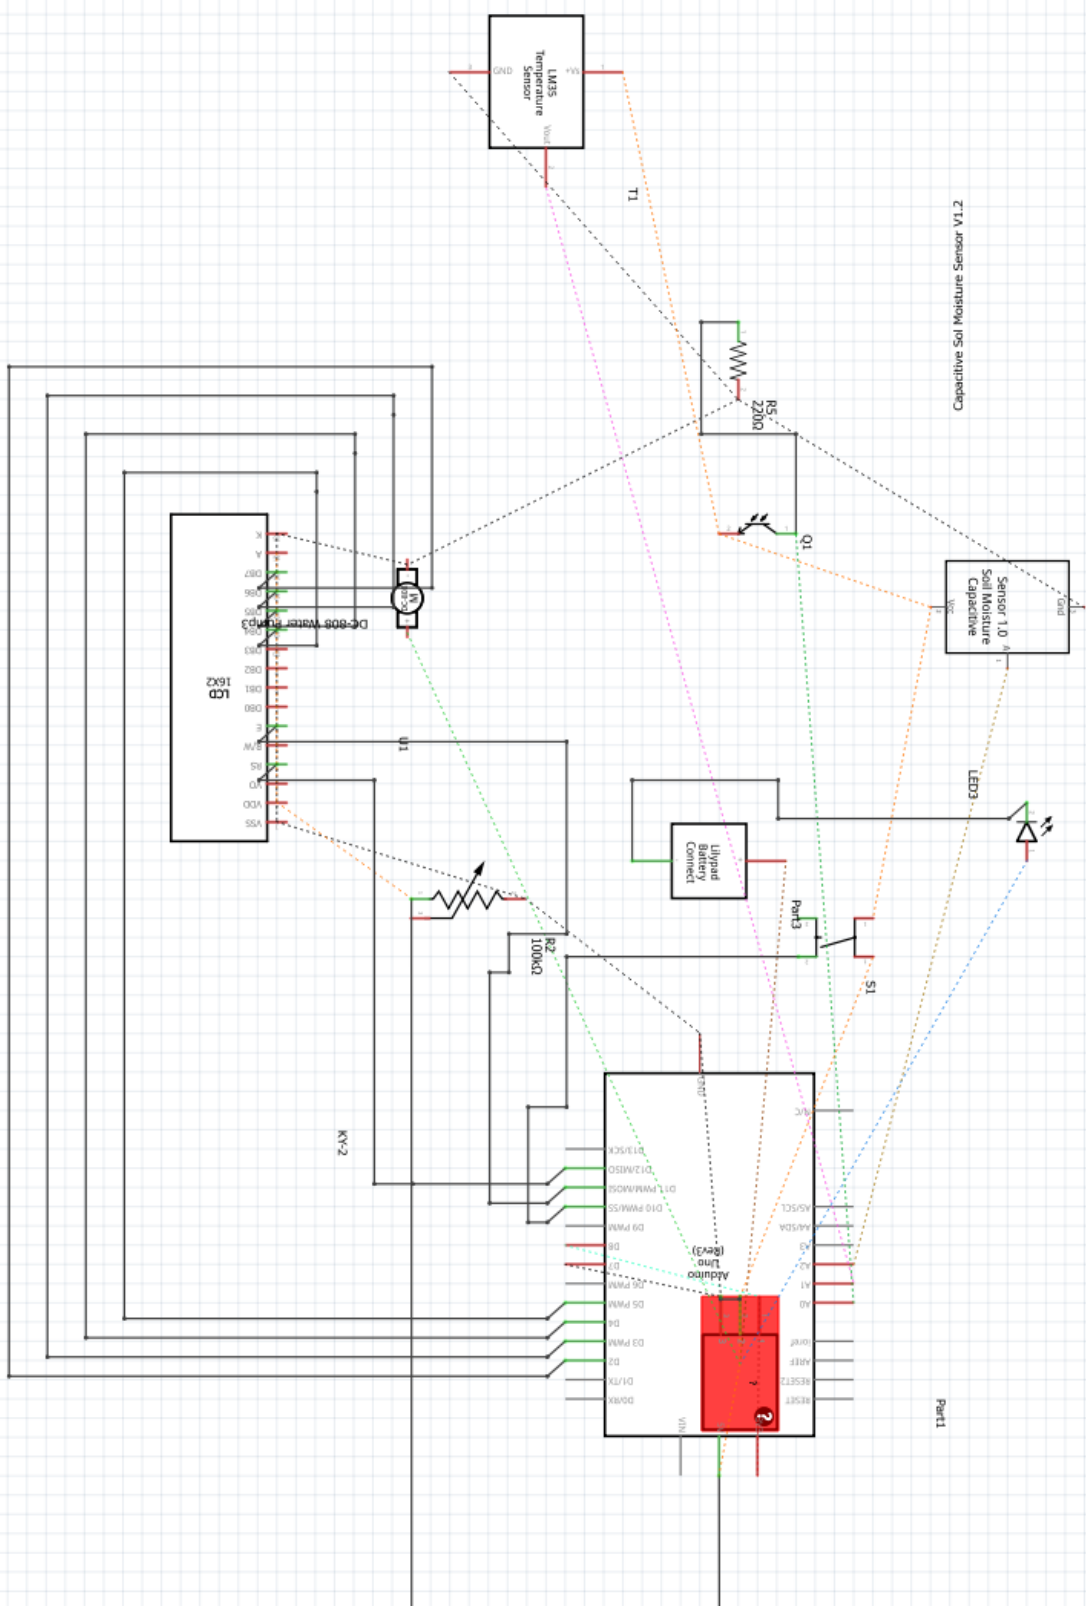 LM35
Temperature
Sensor
GND
+Vs
Vout
T1
Capacitive Soil Moisture Sensor V1.2
R5
220Ω
Q1
Capacitive
Soil Moisture
Sensor 1.0
Vcc
Gnd
A
M
DC-808 Water Pump3
LCD
16X2
K
A
DB7
DB6
DB5
DB4
DB3
DB2
DB1
DB0
E
R/W
RS
VO
VDD
VSS
U1
LED3
Lilypad
Battery
Connect
Part3
S1
R2
100kΩ
KY-2
GND
N/C
D13/SCK
D12/MISO
D11 PWM/MOSI
D10 PWM/SS
D9 PWM
D8
D7
D6 PWM
D5 PWM
D4
D3 PWM
D2
D1/TX
D0/RX
A5/SCL
A4/SDA
A3
A2
A1
A0
ioref
AREF
RESET2
RESET
Arduino
Uno
(Rev3)
?
?
VIN
Part1